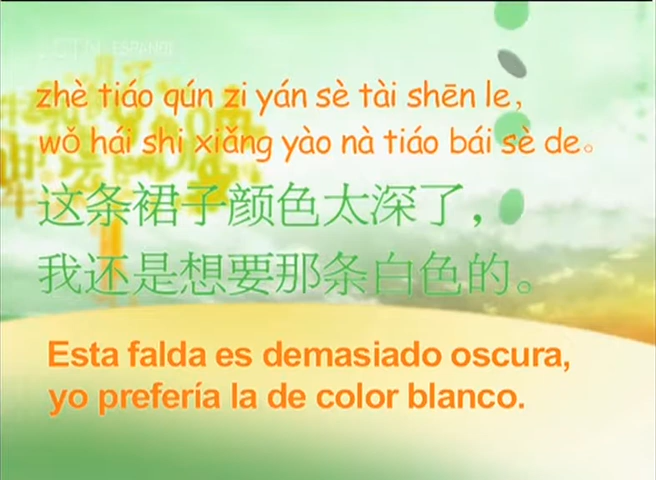 ESPAÑOL
zhè tiáo qún zi yán sè tài shēn le，
wǒ hái shi xiǎng yào nà tiáo bái sè de。
这条裙子颜色太深了，
我还是想要那条白色的。
Esta falda es demasiado oscura,
yo prefería la de color blanco.